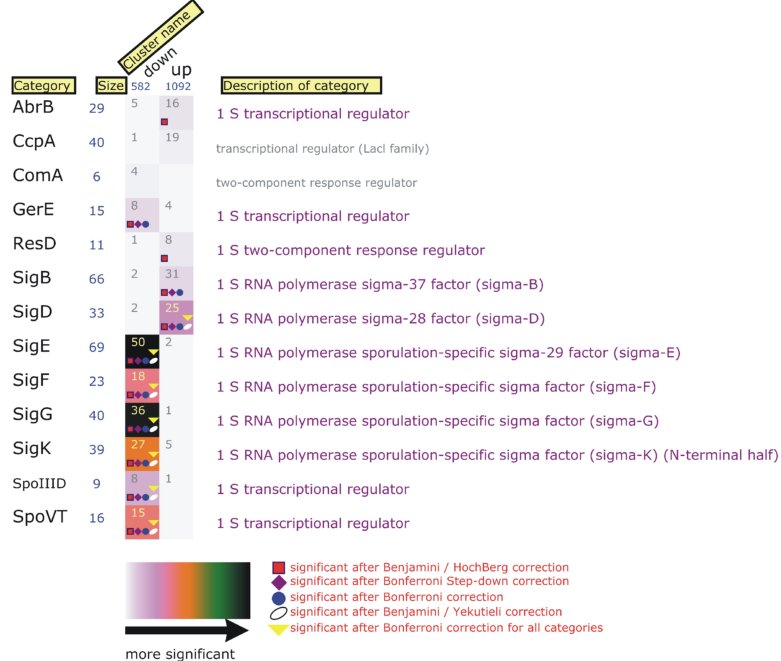 Cluster name
down up
Category Size 582 1092 Description of category
AbrB 29 5 16 1 S transcriptional regulator
CcpA 40 1 19 transcriptional regulator (LacI family)
ComA 6 4 two-component response regulator
GerE 15 8 4 1 S transcriptional regulator
ResD 11 1 8 1 S two-component response regulator
SigB 66 2 31 1 S RNA polymerase sigma-37 factor (sigma-B)
SigD 33 2 25 1 S RNA polymerase sigma-28 factor (sigma-D)
SigE 69 50 2 1 S RNA polymerase sporulation-specific sigma-29 factor (sigma-E)
SigF 23 18 1 S RNA polymerase sporulation-specific sigma factor (sigma-F)
SigG 40 36 1 1 S RNA polymerase sporulation-specific sigma factor (sigma-G)
SigK 39 27 5 1 S RNA polymerase sporulation-specific sigma factor (sigma-K) (N-terminal half)
SpoIIID 9 8 1 1 S transcriptional regulator
SpoVT 16 15 1 S transcriptional regulator
significant after Benjamini / HochBerg correction
significant after Bonferroni Step-down correction
significant after Bonferroni correction
significant after Benjamini / Yekutieli correction
significant after Bonferroni correction for all categories
more significant